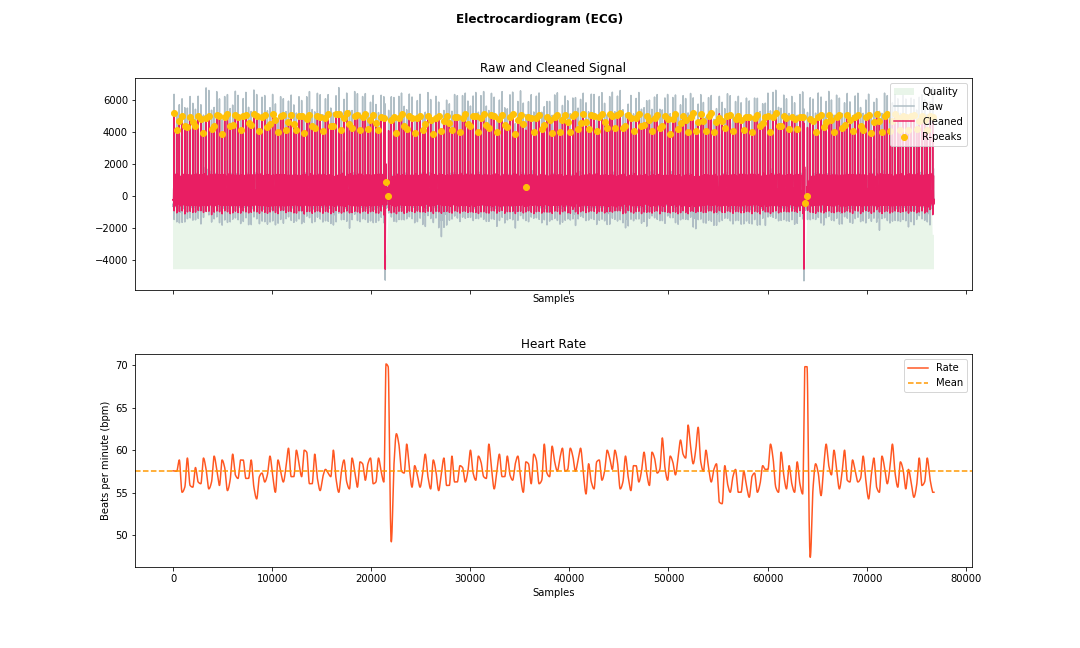 Electrocardiogram (ECG)
Raw and Cleaned Signal
6000
4000
2000
0
−2000
−4000
Quality
Raw
Cleaned
R-peaks
Samples
Heart Rate
Beats per minute (bpm)
70
65
60
55
50
Rate
Mean
0 10000 20000 30000 40000 50000 60000 70000 80000
Samples